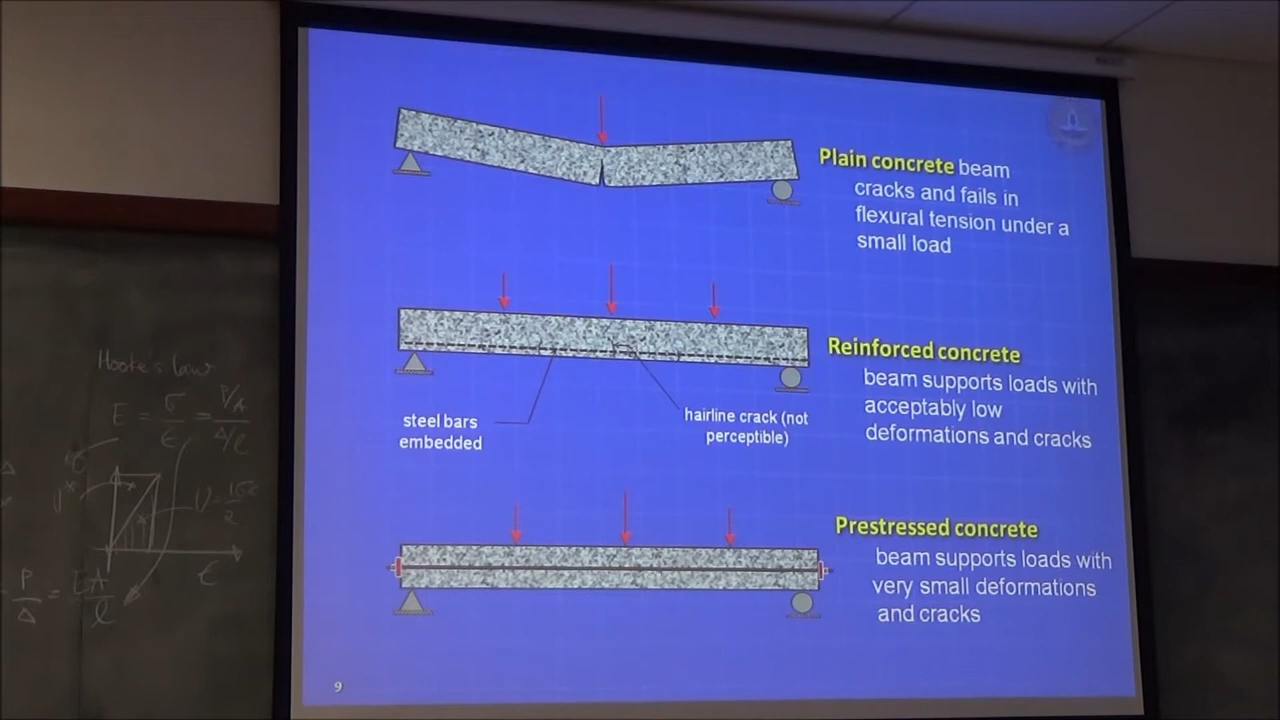 Plain concrete beam
cracks and fails in
flexural tension under a
small load
Reinforced concrete
beam supports loads with
acceptably low
deformations and cracks
steel bars
embedded
hairline crack (not
perceptible)
Prestressed concrete
beam supports loads with
very small deformations
and cracks
9
Hooke's law
E = σ/ε = P/A / Δ/ℓ
P/Δ = EA/ℓ